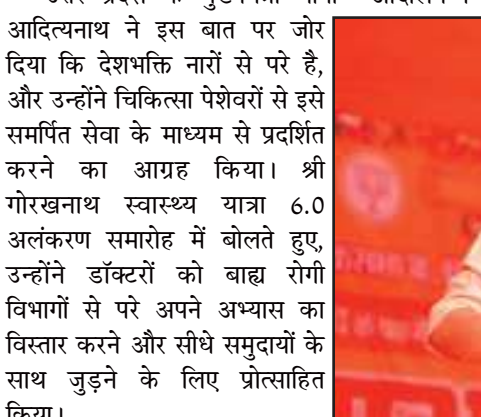 आदित्यनाथ ने इस बात पर जोर
दिया कि देशभक्ति नारों से परे है,
और उन्होंने चिकित्सा पेशेवरों से इसे
समर्पित सेवा के माध्यम से प्रदर्शित
करने का आग्रह किया। श्री
गोरखनाथ स्वास्थ्य यात्रा 6.0
अलंकरण समारोह में बोलते हुए,
उन्होंने डॉक्टरों को बाह्य रोगी
विभागों से परे अपने अभ्यास का
विस्तार करने और सीधे समुदायों के
साथ जुड़ने के लिए प्रोत्साहित
किया।